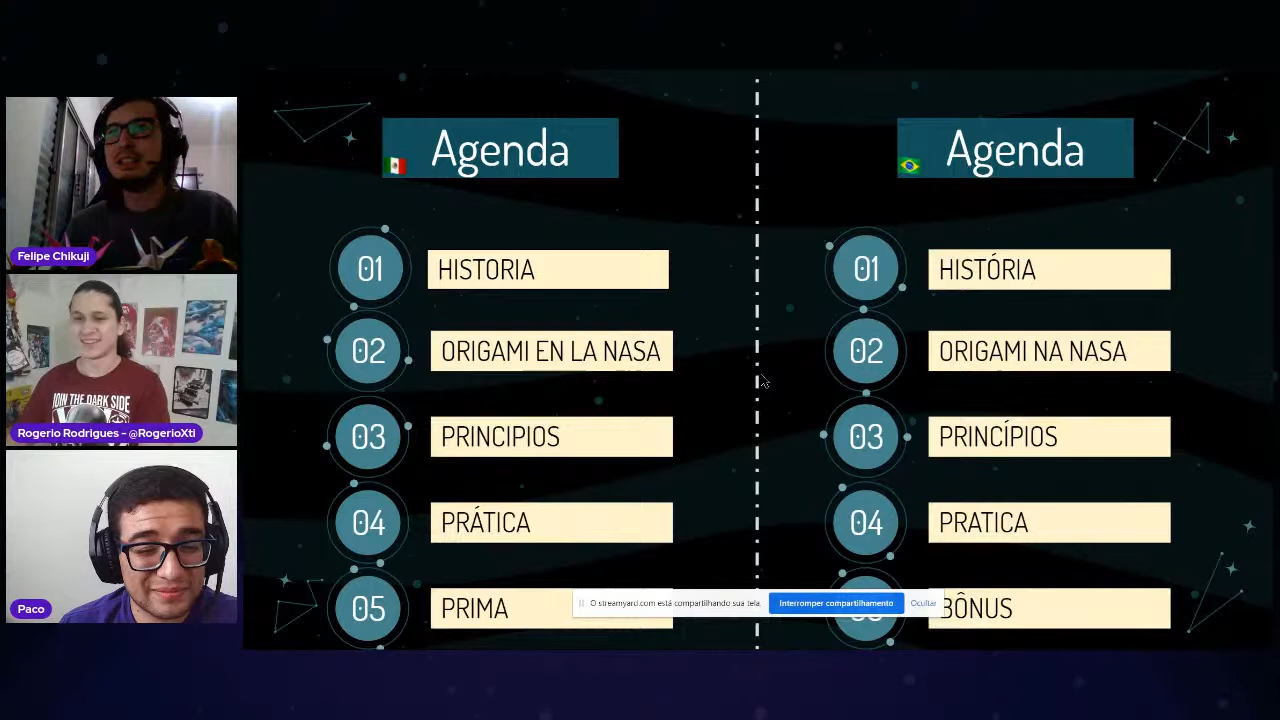 Felipe Chikuji
JOIN THE DARK SIDE
Rogerio Rodrigues - @RogerioXti
Paco
Agenda
01 HISTORIA
02 ORIGAMI EN LA NASA
03 PRINCIPIOS
04 PRÁTICA
05 PRIMA
Agenda
01 HISTÓRIA
02 ORIGAMI NA NASA
03 PRINCÍPIOS
04 PRATICA
BÔNUS
O streamyard.com está compartilhando sua tela. Interromper compartilhamento Ocultar